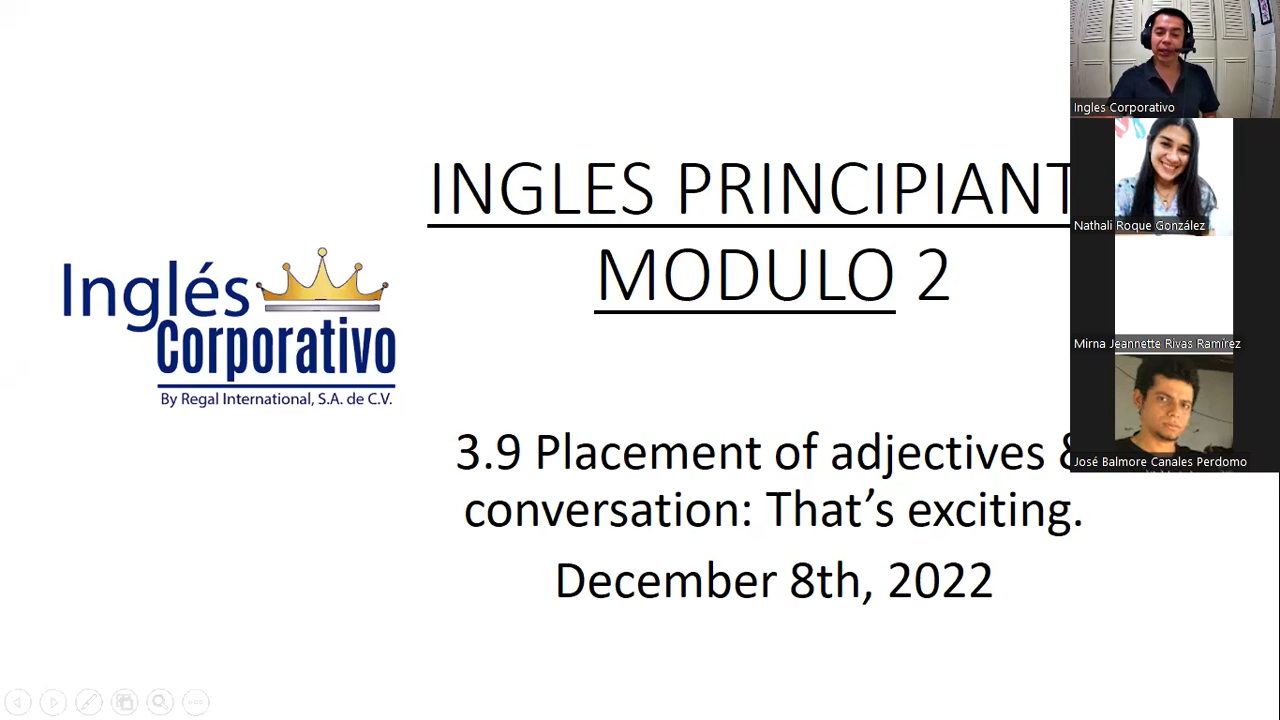 INGLES PRINCIPIANT
MODULO 2
Inglés
Corporativo
By Regal International, S.A. de C.V.
3.9 Placement of adjectives &
conversation: That’s exciting.
December 8th, 2022
Ingles Corporativo
Nathali Roque González
Mirna Jeannette Rivas Ramírez
José Balmore Canales Perdomo